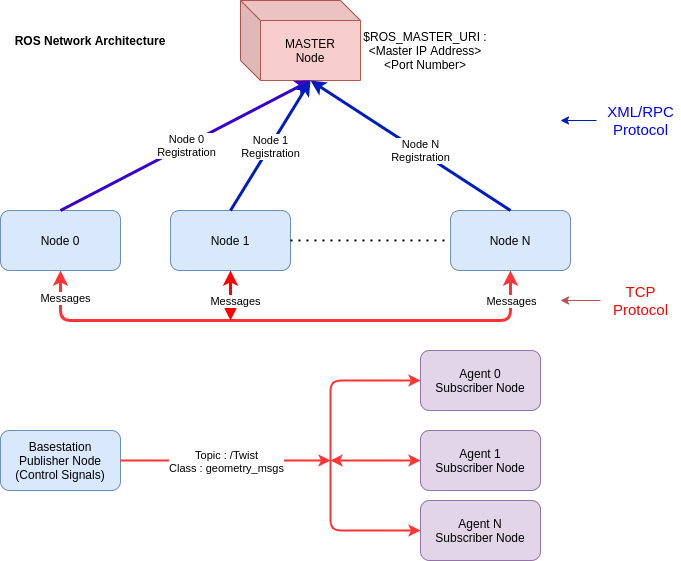 ROS Network Architecture
MASTER
Node
$ROS_MASTER_URI :
<Master IP Address>
<Port Number>
XML/RPC
Protocol
Node 0
Registration
Node 1
Registration
Node N
Registration
Node 0
Node 1
Node N
Messages
Messages
Messages
TCP
Protocol
Agent 0
Subscriber Node
Basestation
Publisher Node
(Control Signals)
Topic : /Twist
Class : geometry_msgs
Agent 1
Subscriber Node
Agent N
Subscriber Node